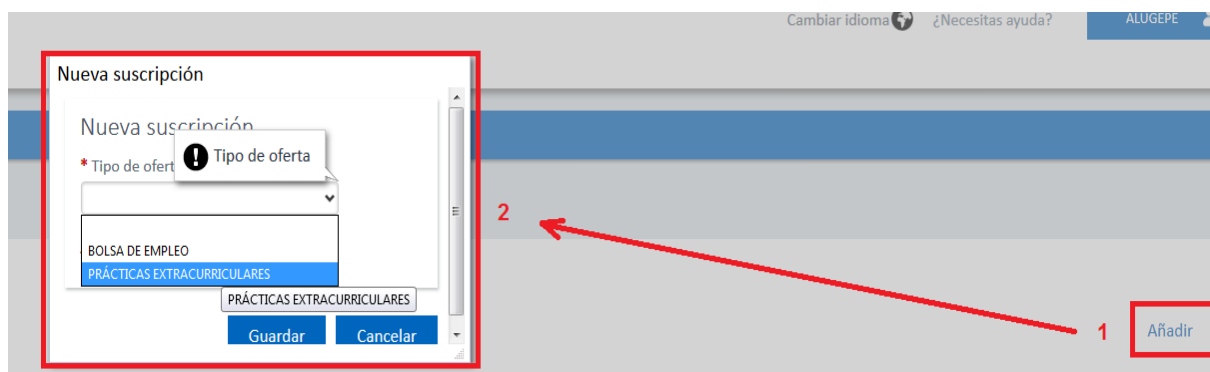 Cambiar idioma ¿Necesitas ayuda? ALUGEPE
Nueva suscripción
Nueva suscripción
Tipo de oferta
* Tipo de ofert
BOLSA DE EMPLEO
PRÁCTICAS EXTRACURRICULARES
PRÁCTICAS EXTRACURRICULARES
Guardar Cancelar
2
1 Añadir